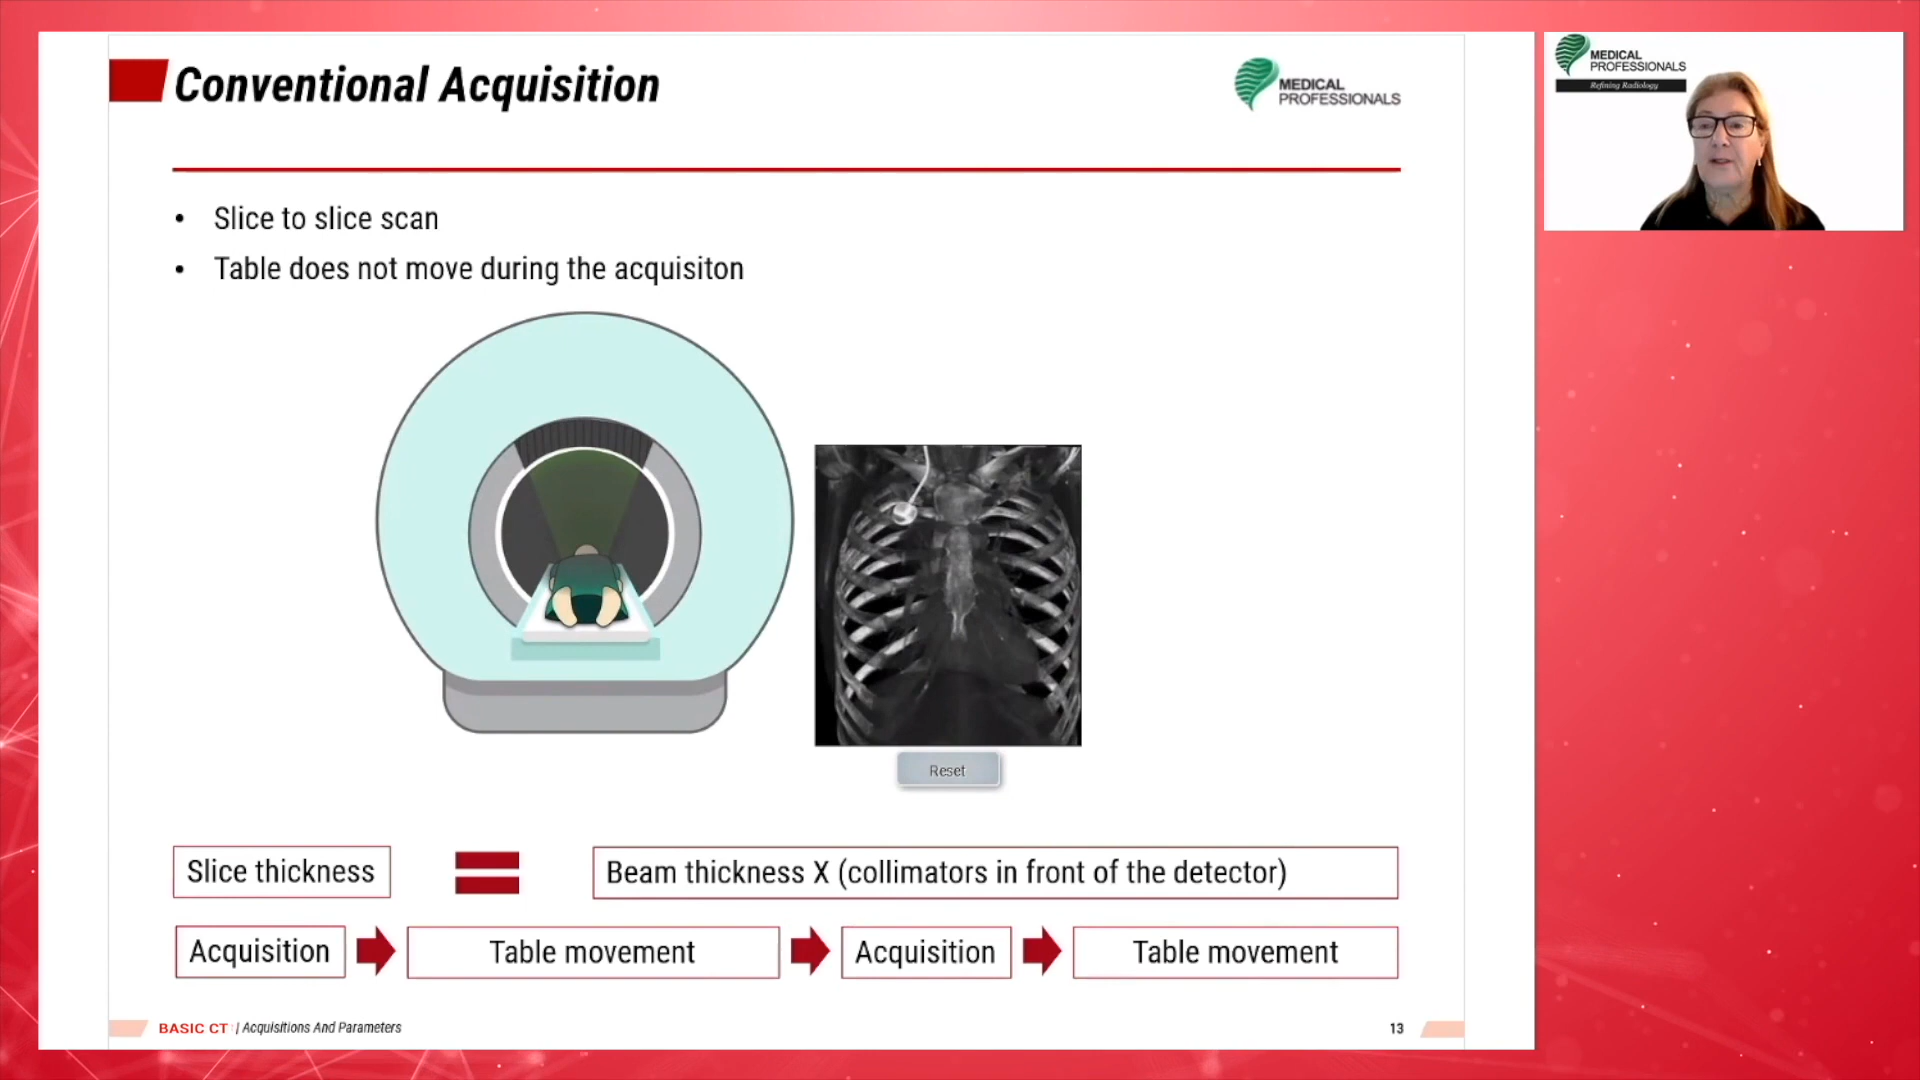 Conventional Acquisition
MEDICAL
PROFESSIONALS
• Slice to slice scan
• Table does not move during the acquisiton
Reset
Slice thickness
Beam thickness X (collimators in front of the detector)
Acquisition
Table movement
Acquisition
Table movement
BASIC CT | Acquisitions And Parameters
13
MEDICAL
PROFESSIONALS
Refining Radiology